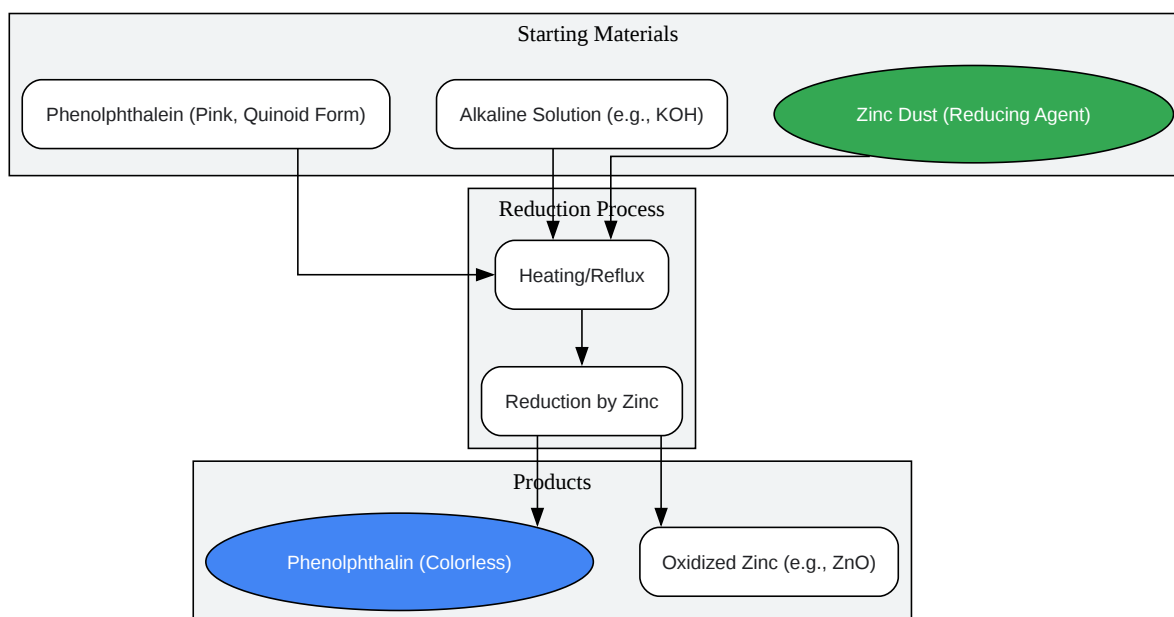 Starting Materials
Phenolphthalein (Pink, Quinoid Form)
Alkaline Solution (e.g., KOH)
Zinc Dust (Reducing Agent)
Reduction Process
Heating/Reflux
Reduction by Zinc
Products
Phenolphthalin (Colorless)
Oxidized Zinc (e.g., ZnO)